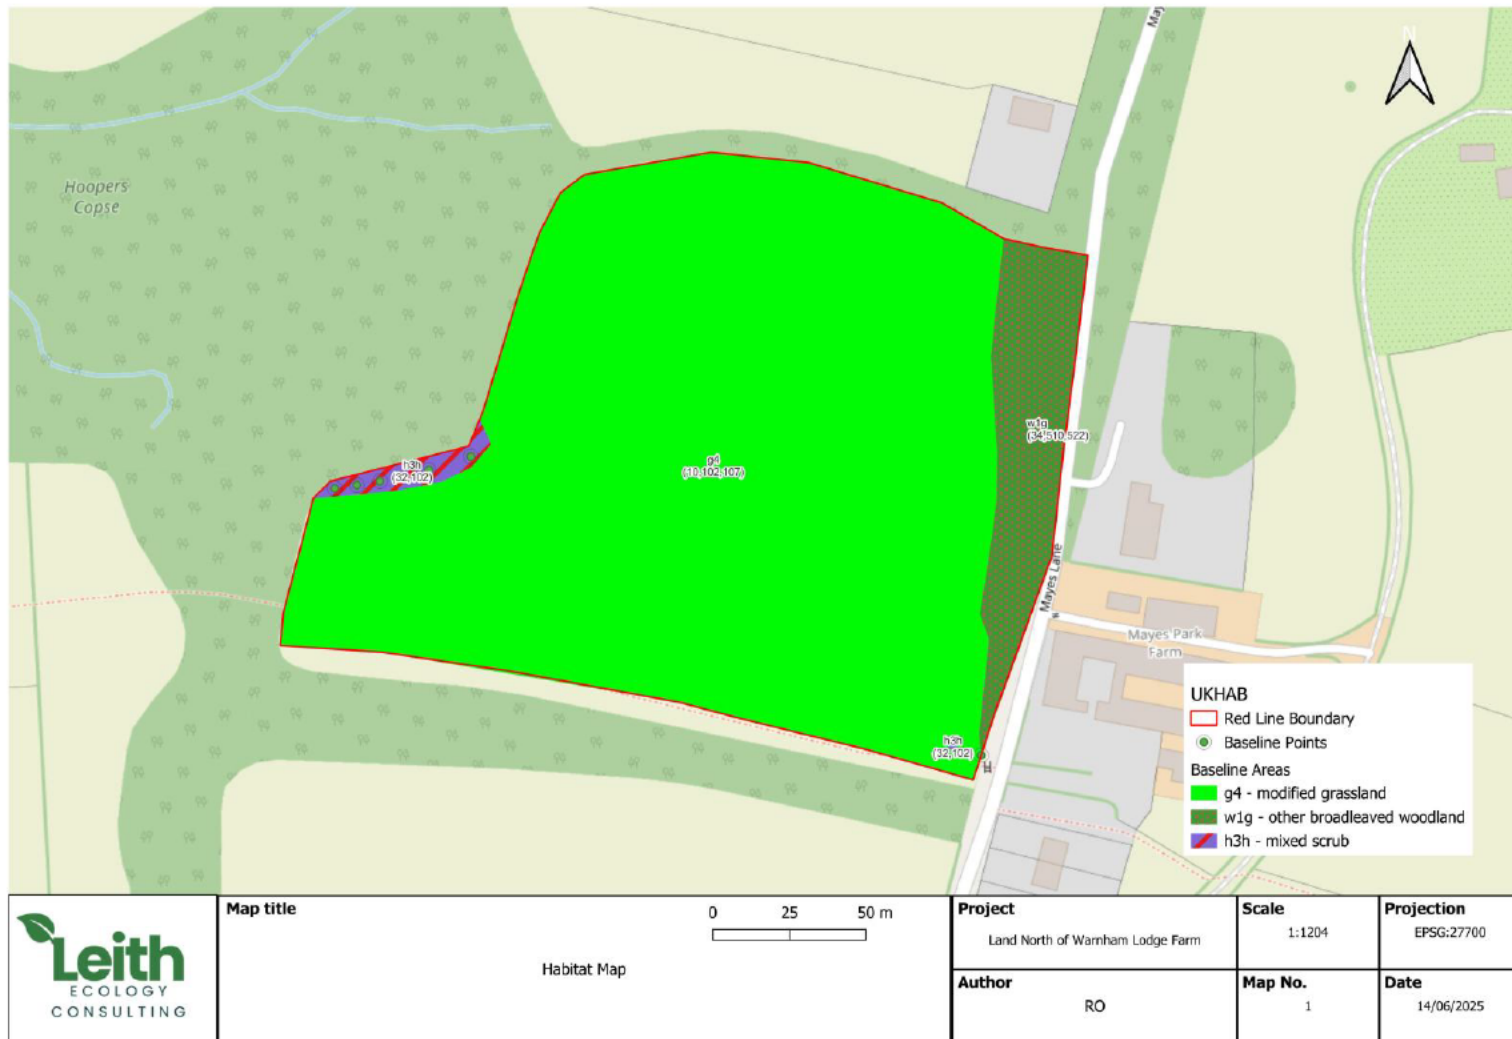 May
N
Hoopers
Copse
w1g
(34,510,522)
h3h
(32,102)
g4
(10,102,107)
Mayes Lane
Mayes Park
Farm
h3h
(32,102)
UKHAB
Red Line Boundary
Baseline Points
Baseline Areas
g4 - modified grassland
w1g - other broadleaved woodland
h3h - mixed scrub
Leith
ECOLOGY
CONSULTING
Map title
0 25 50 m
Habitat Map
Project
Land North of Warnham Lodge Farm
Scale
1:1204
Projection
EPSG:27700
Author
RO
Map No.
1
Date
14/06/2025